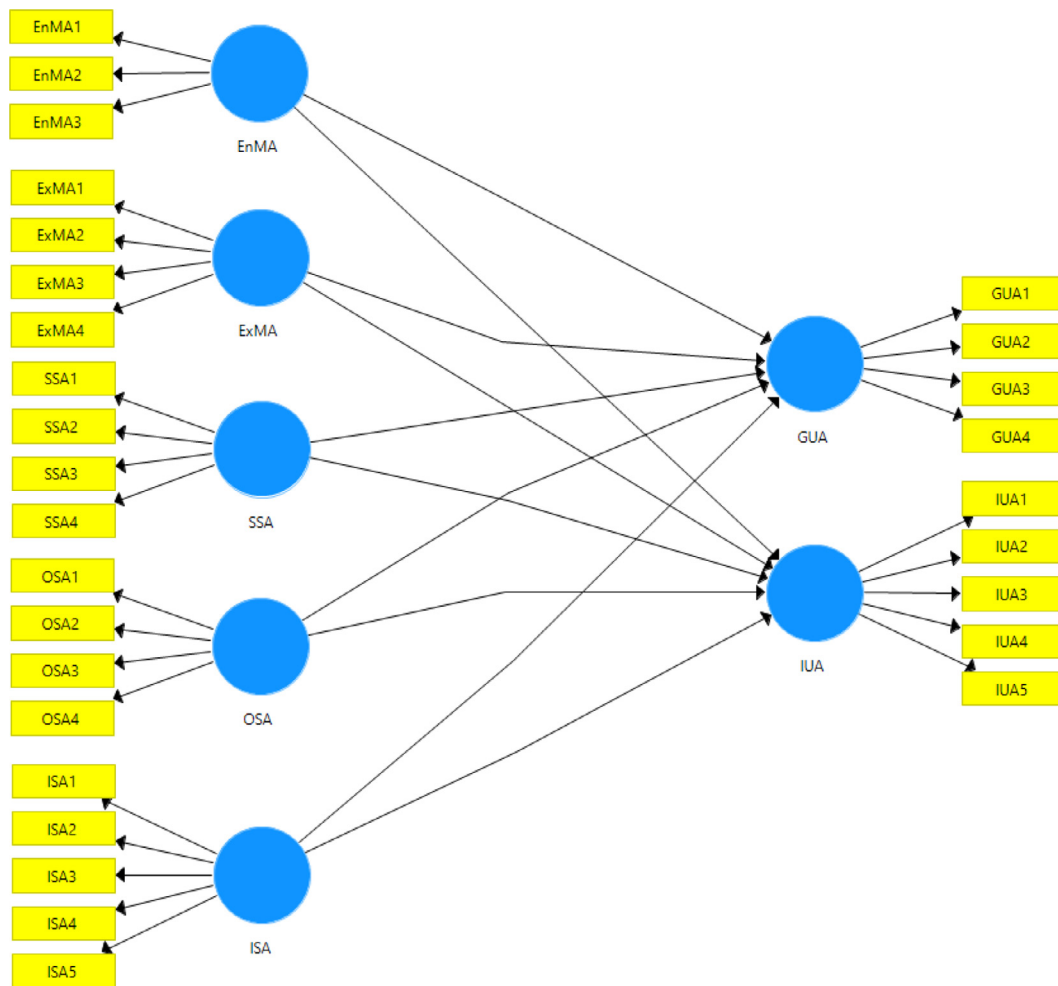 EnMA1
EnMA2
EnMA3
EnMA
ExMA1
ExMA2
ExMA3
ExMA4
ExMA
SSA1
SSA2
SSA3
SSA4
SSA
OSA1
OSA2
OSA3
OSA4
OSA
ISA1
ISA2
ISA3
ISA4
ISA5
ISA
GUA1
GUA2
GUA3
GUA4
GUA
IUA1
IUA2
IUA3
IUA4
IUA5
IUA